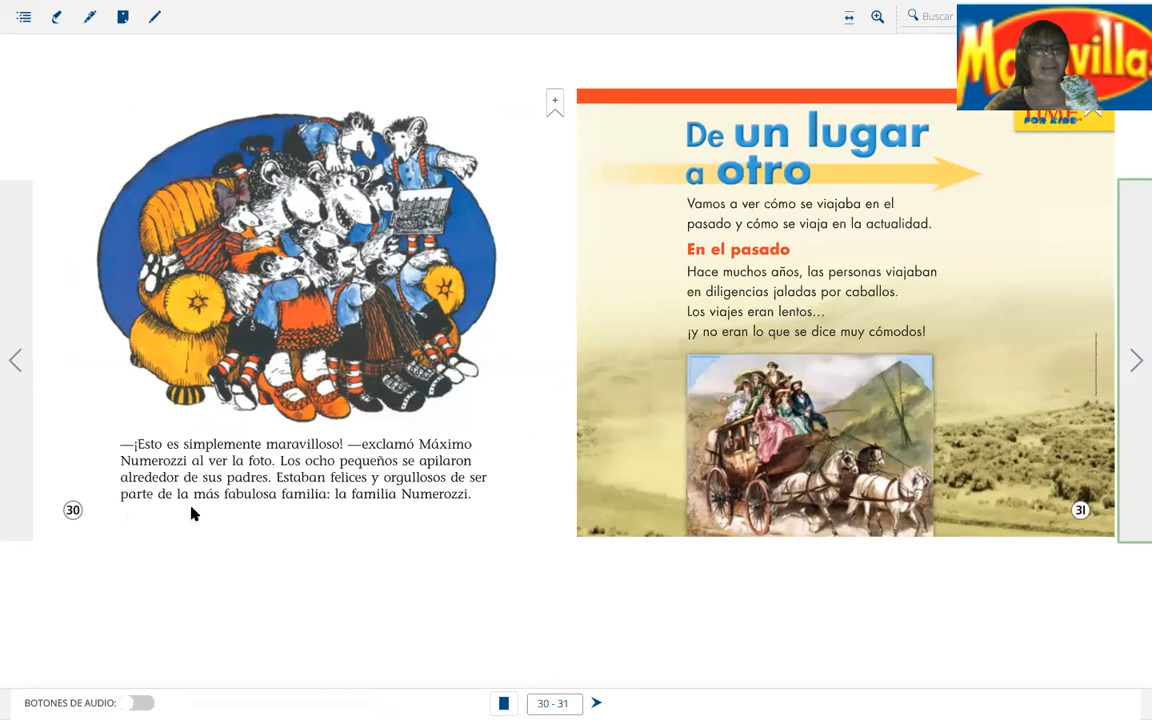 Buscar
Maravillas
—¡Esto es simplemente maravilloso! —exclamó Máximo
Numerozzi al ver la foto. Los ocho pequeños se apilaron
alrededor de sus padres. Estaban felices y orgullosos de ser
parte de la más fabulosa familia: la familia Numerozzi.
30
TIME
FOR KIDS
De un lugar
a otro
Vamos a ver cómo se viajaba en el
pasado y cómo se viaja en la actualidad.
En el pasado
Hace muchos años, las personas viajaban
en diligencias jaladas por caballos.
Los viajes eran lentos...
¡y no eran lo que se dice muy cómodos!
31
BOTONES DE AUDIO:
30 - 31